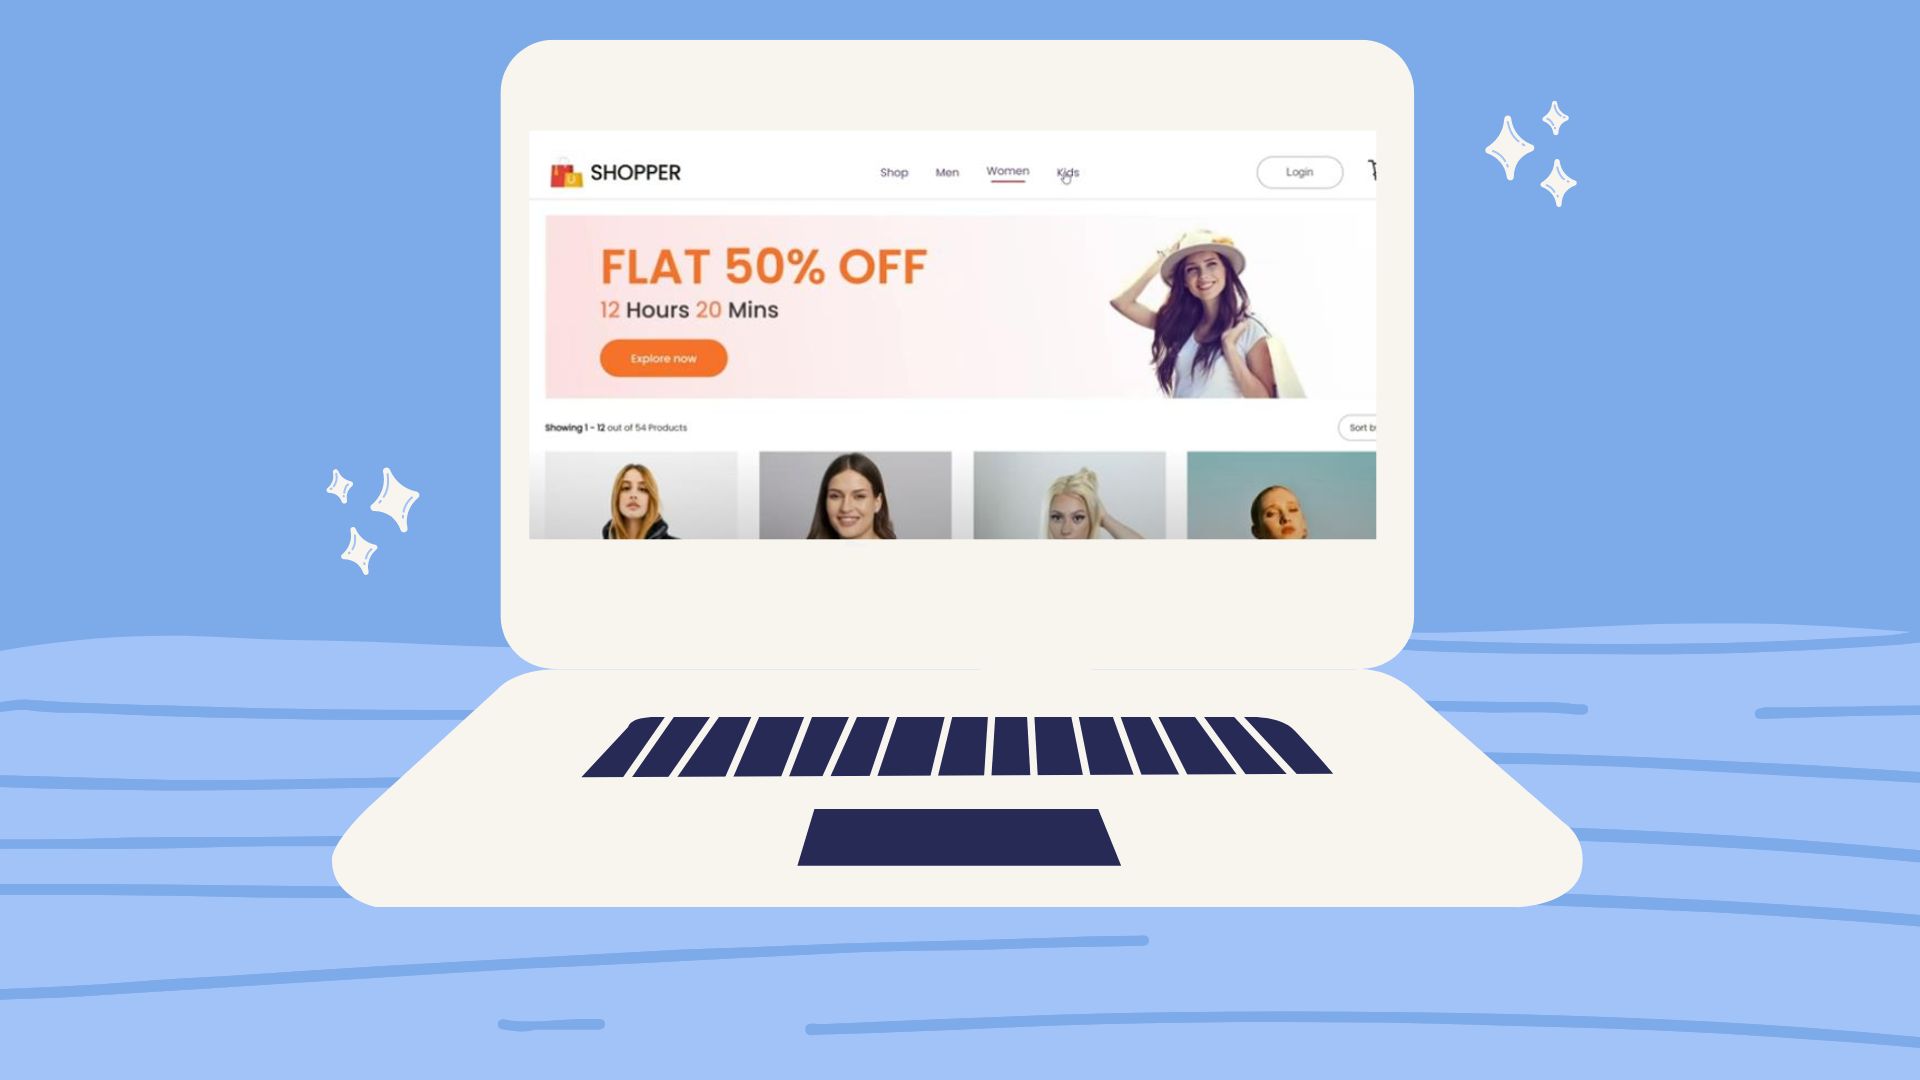 SHOPPER
Shop Men Women Kids
Login
FLAT 50% OFF
12 Hours 20 Mins
Explore now
Showing 1 - 12 out of 54 Products
Sort